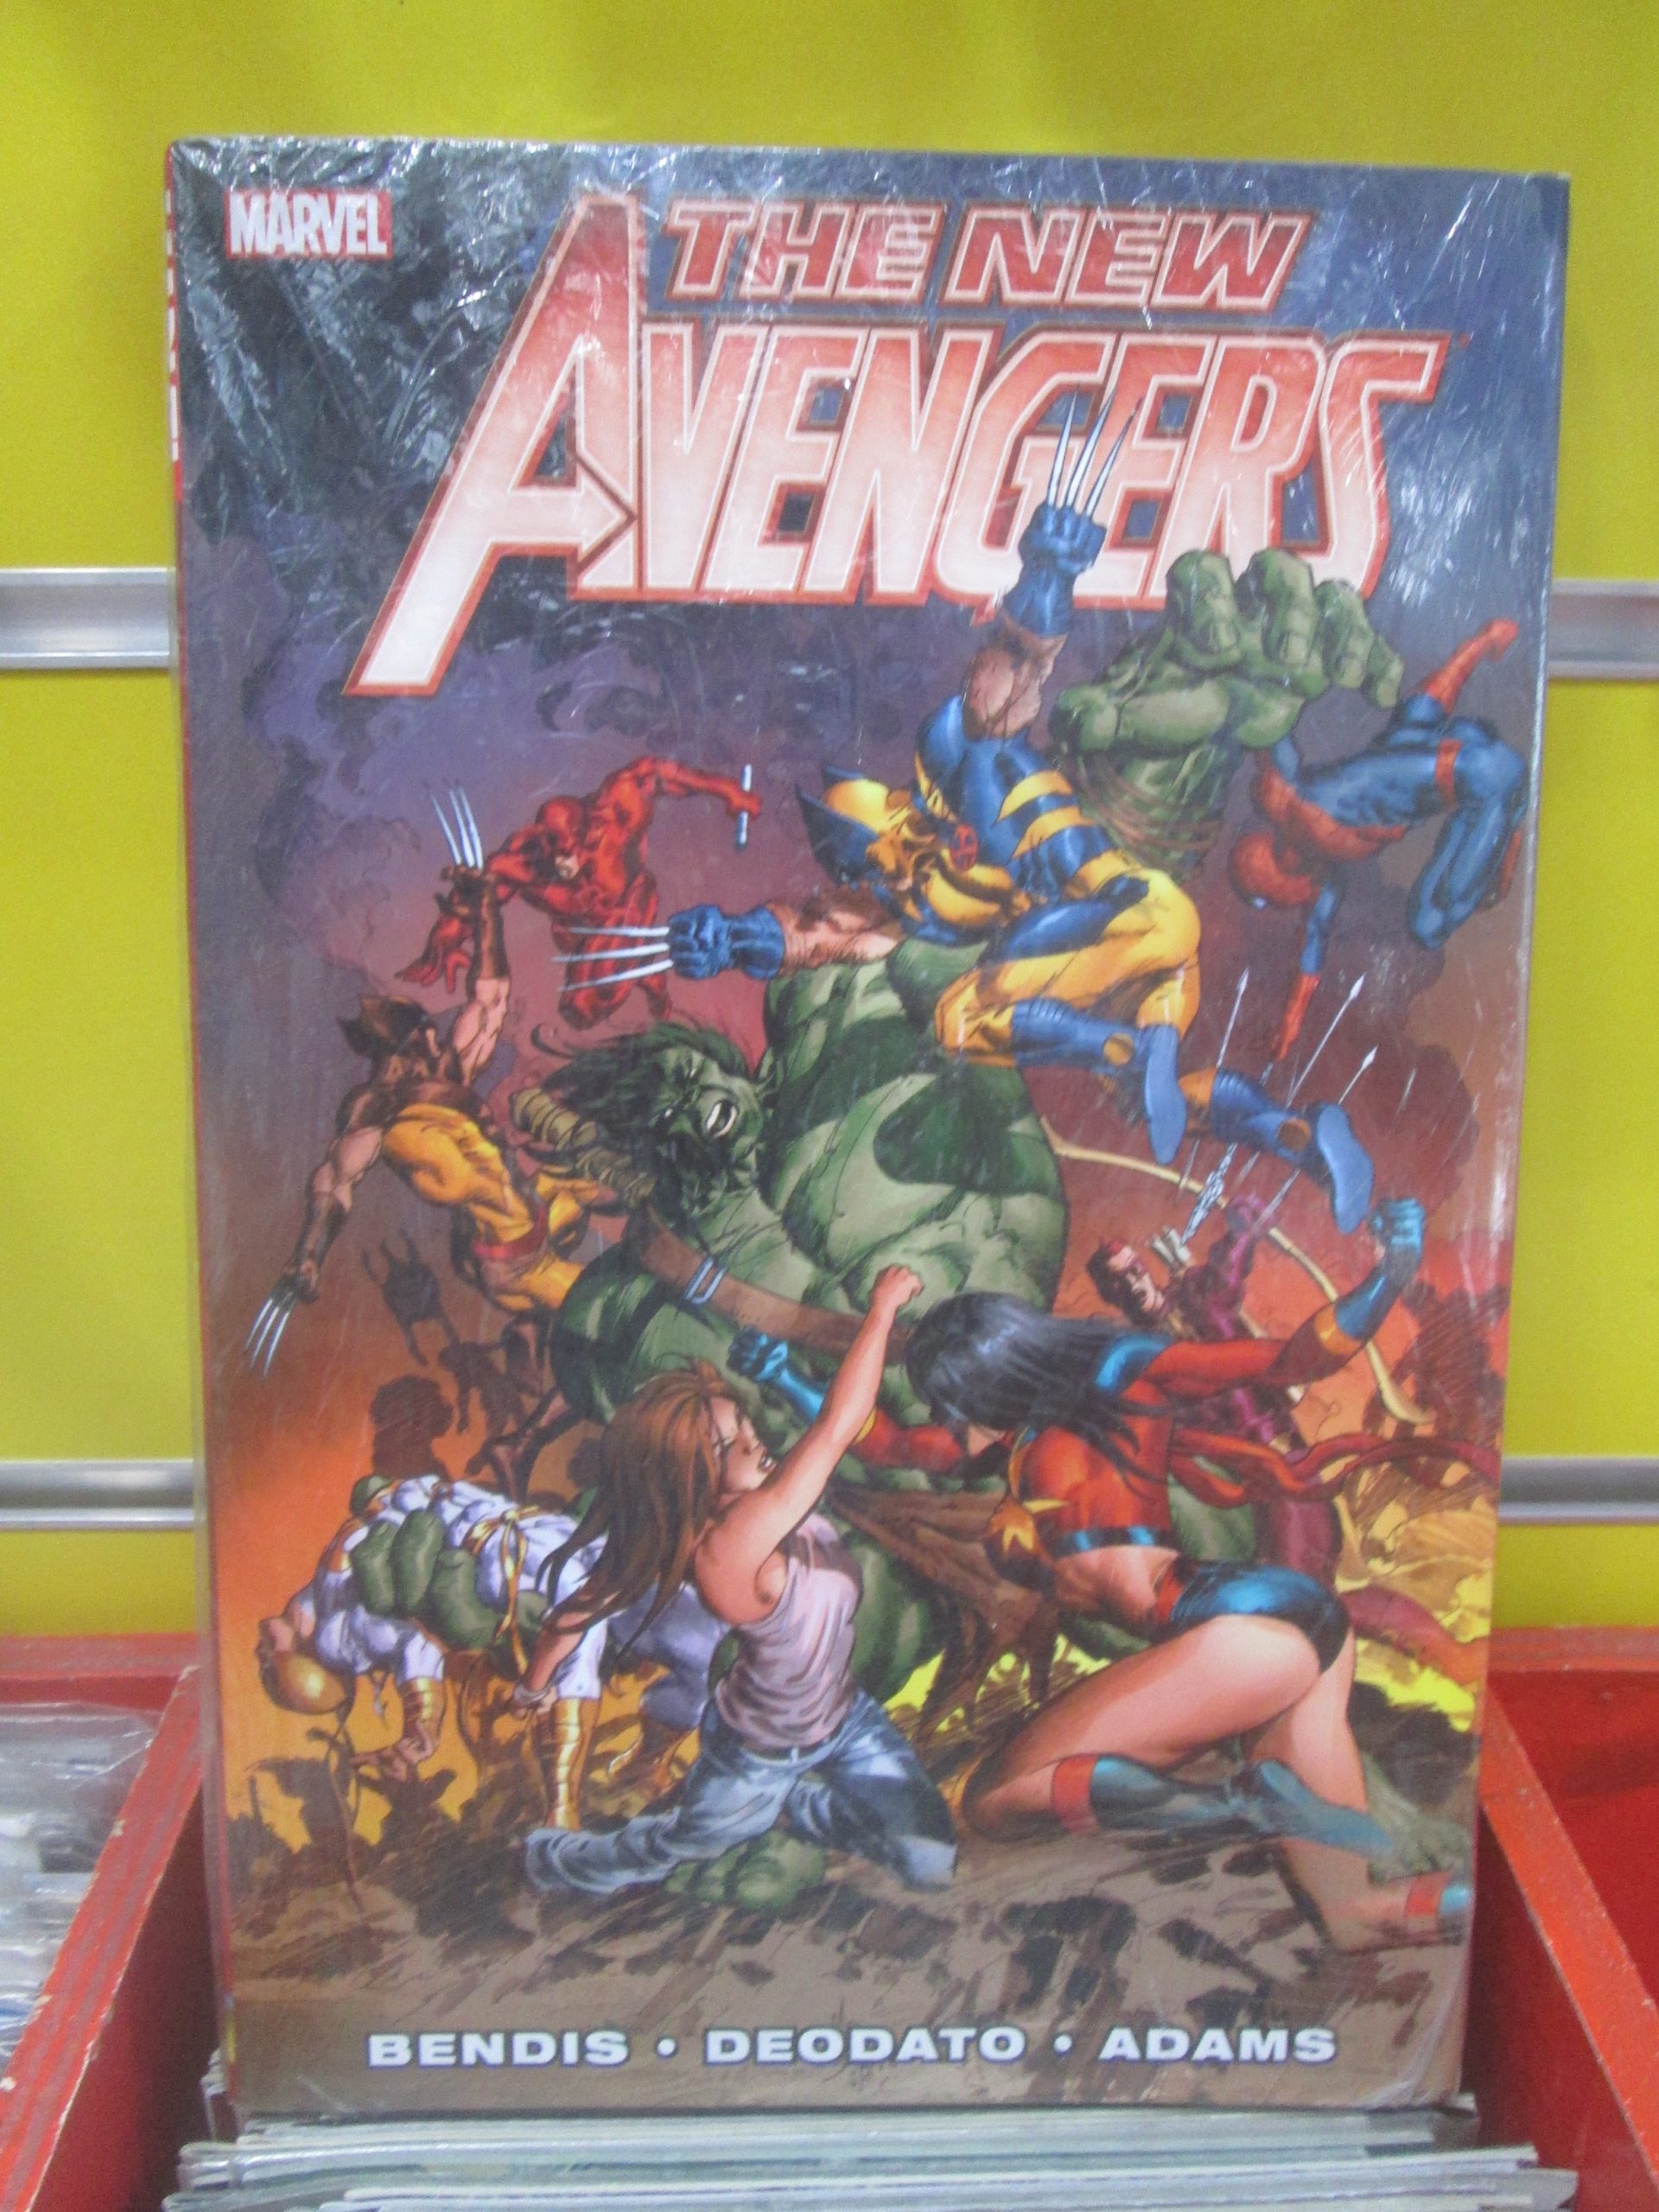 MARVEL
THE NEW
AVENGERS
BENDIS • DEODATO • ADAMS